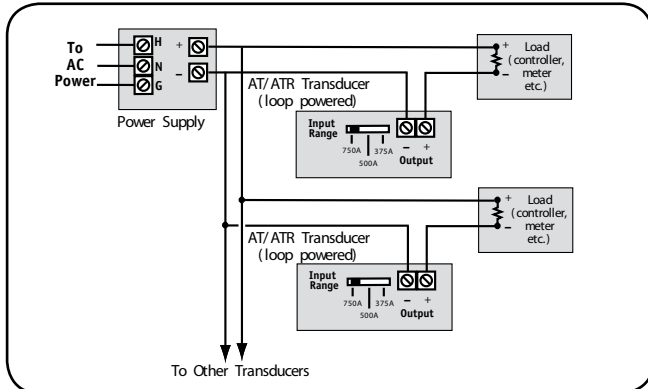 To
AC
Power
H
N
G
+
–
Power Supply
AT/ATR Transducer
(loop powered)
+
–
Load
(controller,
meter
etc.)
Input
Range
750A
500A
375A
– +
Output
AT/ATR Transducer
(loop powered)
+
–
Load
(controller,
meter
etc.)
Input
Range
750A
500A
375A
– +
Output
To Other Transducers